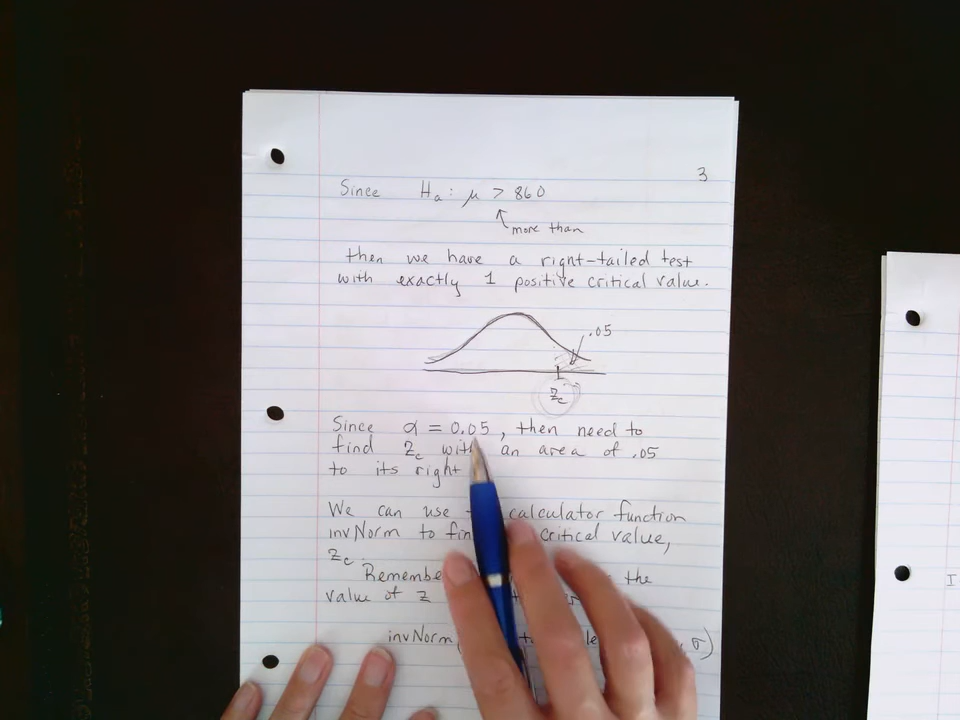 3
Since Ha: μ > 860
more than
then we have a right-tailed test
with exactly 1 positive critical value.
.05
Zc
Since α = 0.05, then need to
find Zc with an area of .05
to its right
We can use calculator function
invNorm to critical value,
Zc.
the
value of Z
invNorm( σ)
I